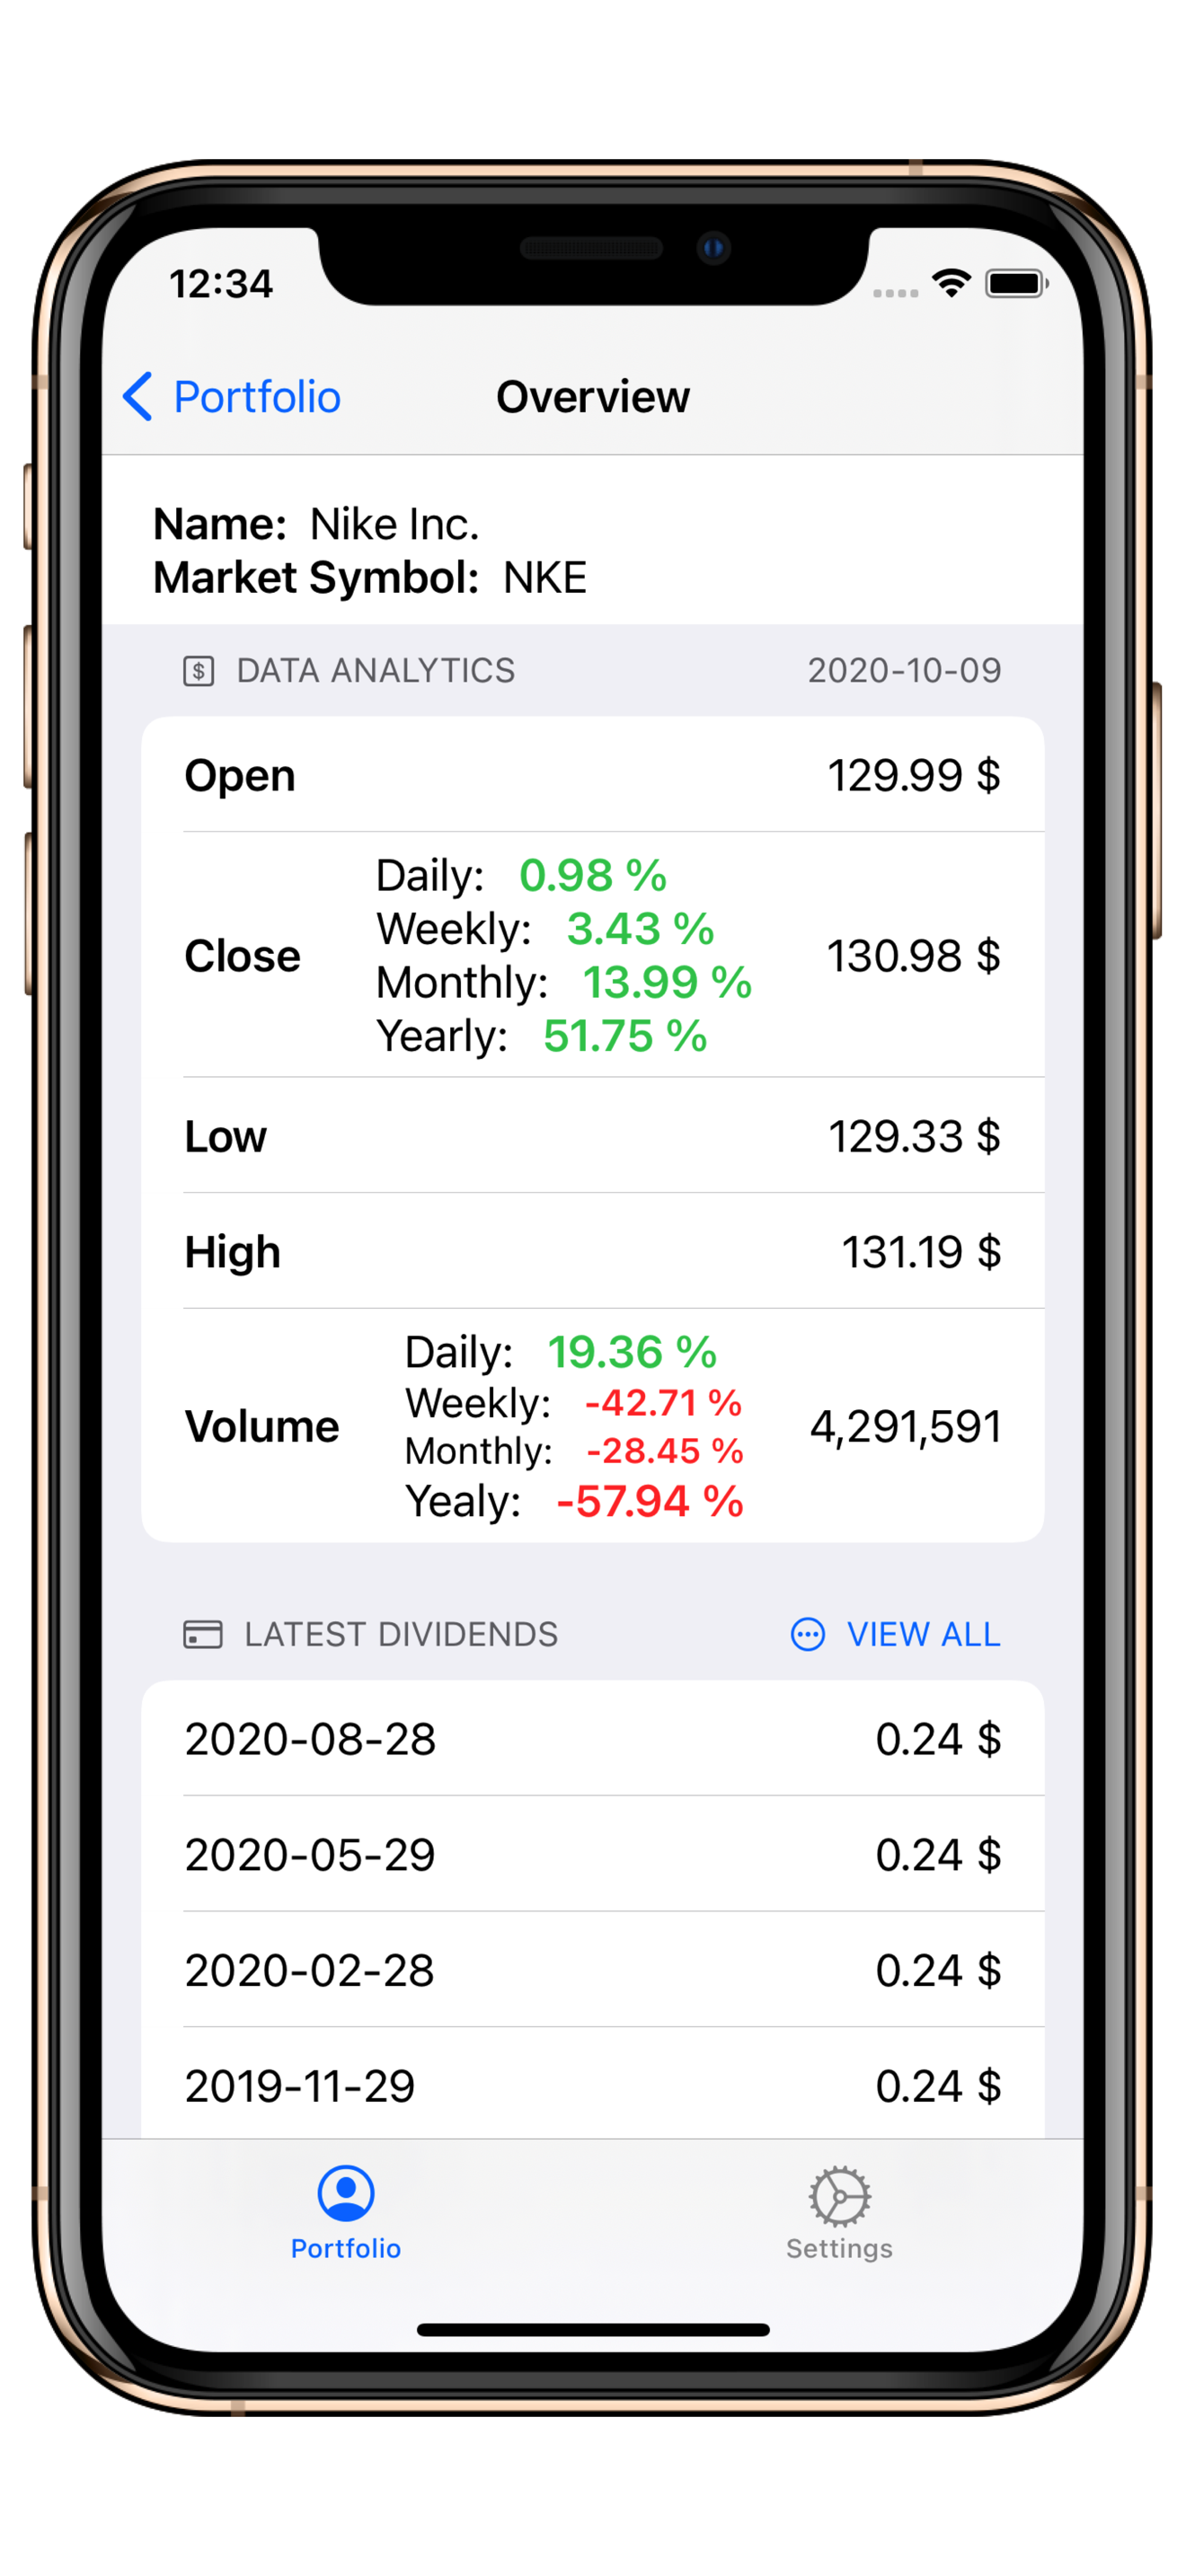 12:34
Portfolio Overview
Name: Nike Inc.
Market Symbol: NKE
DATA ANALYTICS 2020-10-09
Open 129.99 $
Daily: 0.98 %
Weekly: 3.43 %
Close 130.98 $
Monthly: 13.99 %
Yearly: 51.75 %
Low 129.33 $
High 131.19 $
Daily: 19.36 %
Weekly: -42.71 %
Volume 4,291,591
Monthly: -28.45 %
Yealy: -57.94 %
LATEST DIVIDENDS VIEW ALL
2020-08-28 0.24 $
2020-05-29 0.24 $
2020-02-28 0.24 $
2019-11-29 0.24 $
Portfolio Settings